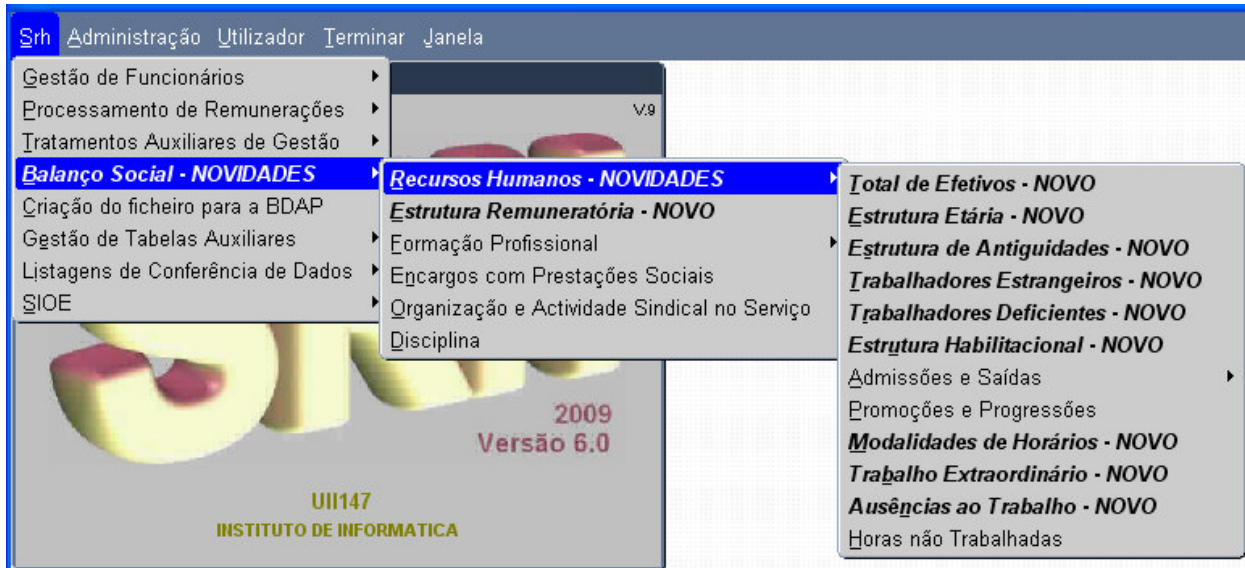 Srh Administração Utilizador Terminar Janela
Gestão de Funcionários
Processamento de Remunerações
Tratamentos Auxiliares de Gestão
Balanço Social - NOVIDADES
Criação do ficheiro para a BDAP
Gestão de Tabelas Auxiliares
Listagens de Conferência de Dados
SIOE
V.9
Recursos Humanos - NOVIDADES
Estrutura Remuneratória - NOVO
Formação Profissional
Encargos com Prestações Sociais
Organização e Actividade Sindical no Serviço
Disciplina
Total de Efetivos - NOVO
Estrutura Etária - NOVO
Estrutura de Antiguidades - NOVO
Trabalhadores Estrangeiros - NOVO
Trabalhadores Deficientes - NOVO
Estrutura Habilitacional - NOVO
Admissões e Saídas
Promoções e Progressões
Modalidades de Horários - NOVO
Trabalho Extraordinário - NOVO
Ausências ao Trabalho - NOVO
Horas não Trabalhadas
2009
Versão 6.0
UII147
INSTITUTO DE INFORMATICA